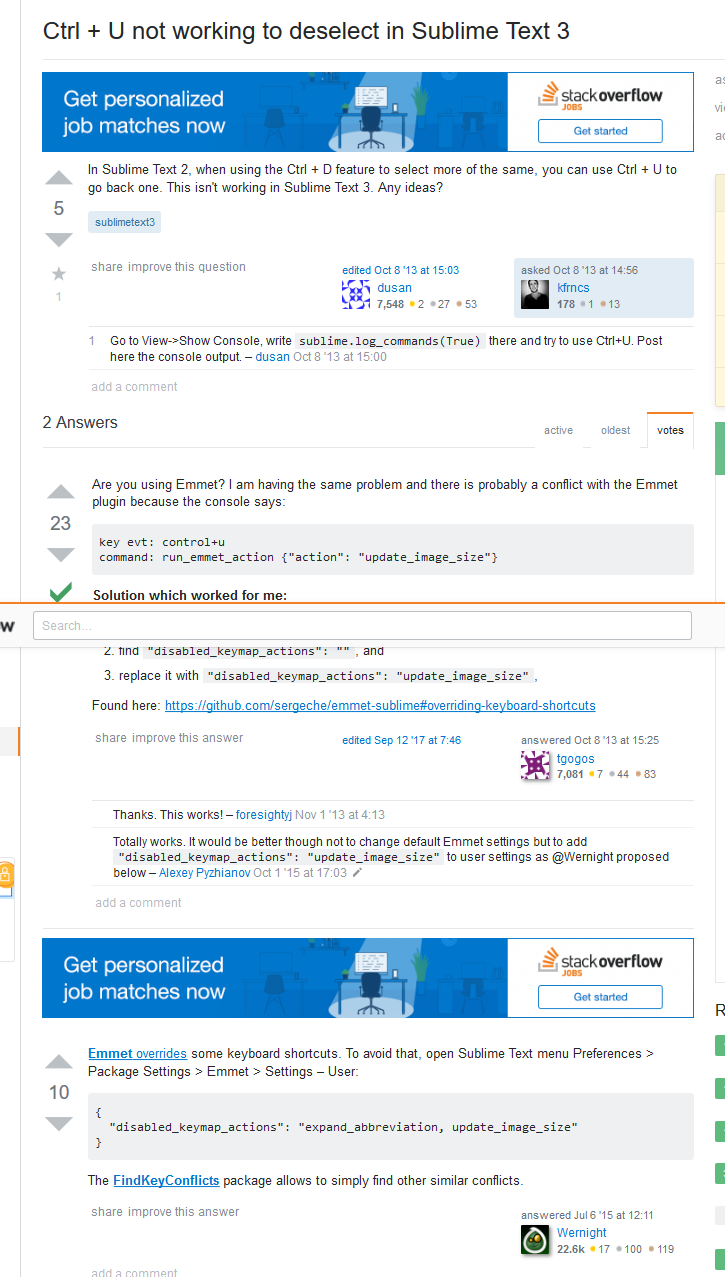 Ctrl + U not working to deselect in Sublime Text 3
Get personalized
job matches now
stackoverflow
JOBS
Get started
In Sublime Text 2, when using the Ctrl + D feature to select more of the same, you can use Ctrl + U to
go back one. This isn't working in Sublime Text 3. Any ideas?
5
sublimetext3
1
share improve this question
edited Oct 8 '13 at 15:03
dusan
7,548 2 27 53
asked Oct 8 '13 at 14:56
kfrncs
178 1 13
1 Go to View->Show Console, write sublime.log_commands(True) there and try to use Ctrl+U. Post
here the console output. – dusan Oct 8 '13 at 15:00
add a comment
2 Answers
active oldest votes
Are you using Emmet? I am having the same problem and there is probably a conflict with the Emmet
plugin because the console says:
23
key evt: control+u
command: run_emmet_action {"action": "update_image_size"}
Solution which worked for me:
w Search...
2. find "disabled_keymap_actions": "" , and
3. replace it with "disabled_keymap_actions": "update_image_size" ,
Found here: https://github.com/sergeche/emmet-sublime#overriding-keyboard-shortcuts
share improve this answer
edited Sep 12 '17 at 7:46
answered Oct 8 '13 at 15:25
tgogos
7,081 7 44 83
Thanks. This works! – foresightyj Nov 1 '13 at 4:13
Totally works. It would be better though not to change default Emmet settings but to add
"disabled_keymap_actions": "update_image_size" to user settings as @Wernight proposed
below – Alexey Pyzhianov Oct 1 '15 at 17:03
add a comment
Get personalized
job matches now
stackoverflow
JOBS
Get started
Emmet overrides some keyboard shortcuts. To avoid that, open Sublime Text menu Preferences >
Package Settings > Emmet > Settings – User:
10
{
"disabled_keymap_actions": "expand_abbreviation, update_image_size"
}
The FindKeyConflicts package allows to simply find other similar conflicts.
share improve this answer
answered Jul 6 '15 at 12:11
Wernight
22.6k 17 100 119
add a comment